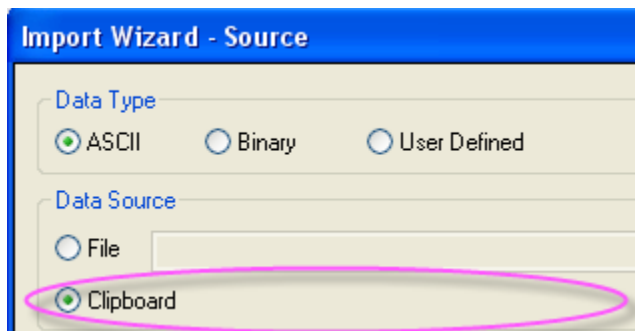 Import Wizard - Source
Data Type
ASCII Binary User Defined
Data Source
File
Clipboard